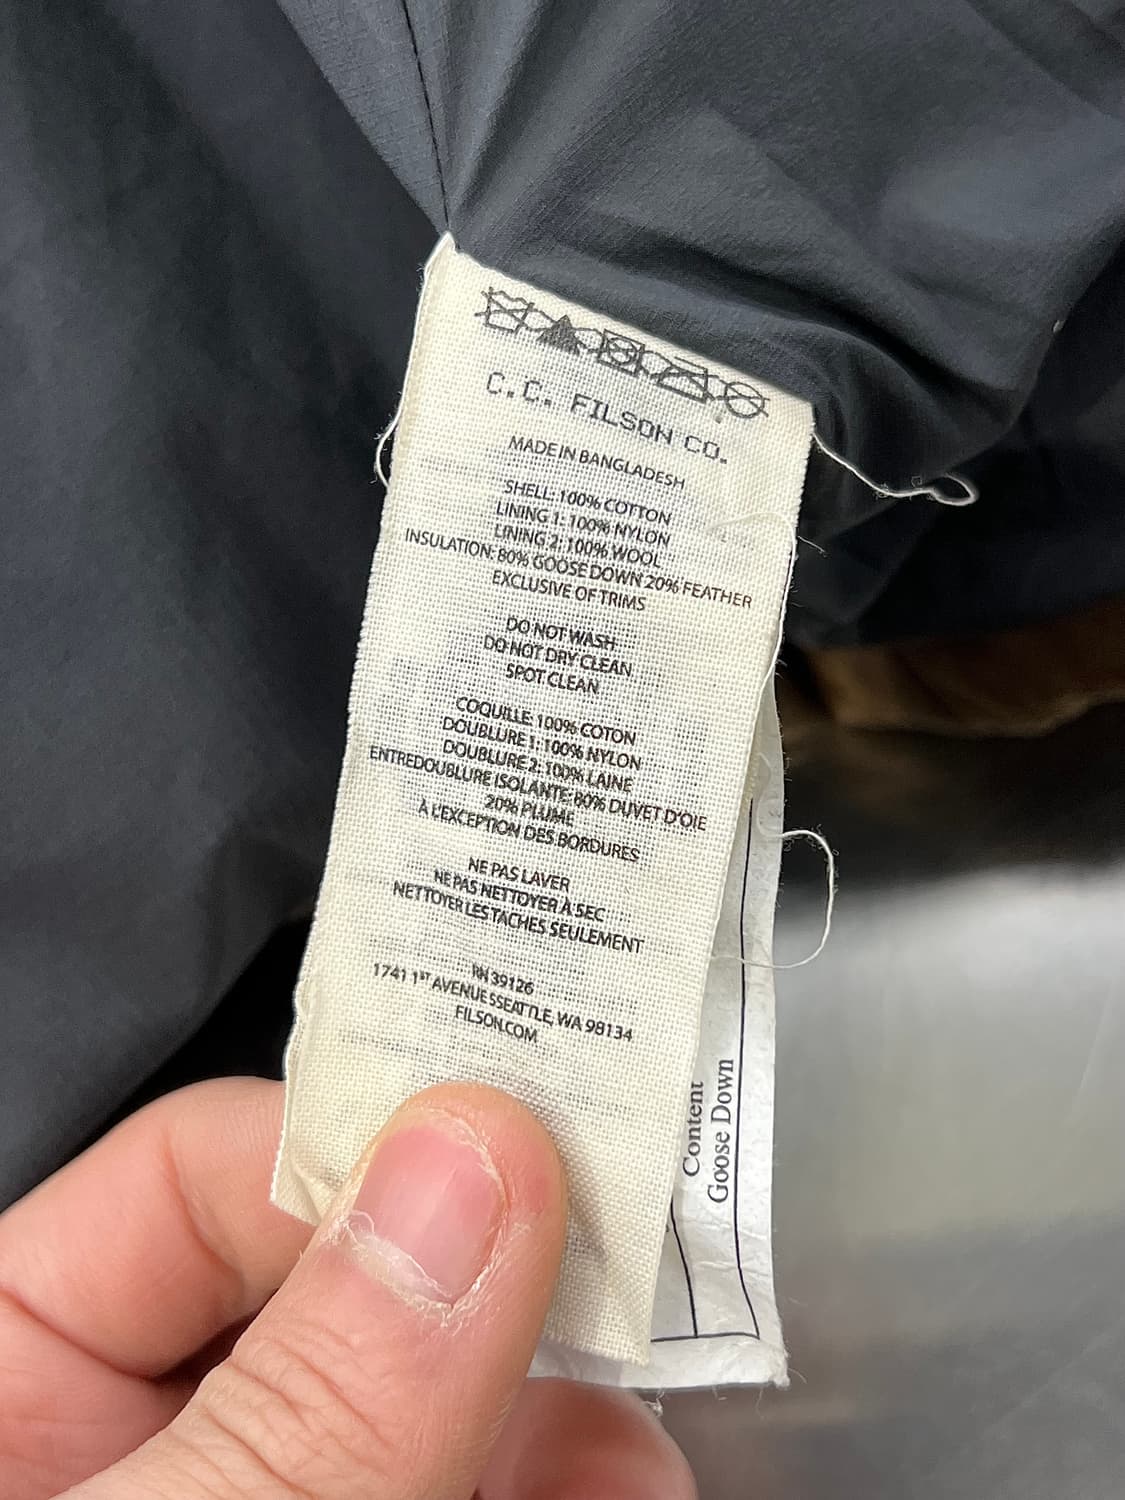 C.C. FILSON CO.
MADE IN BANGLADESH
SHELL: 100% COTTON
LINING 1: 100% NYLON
LINING 2: 100% WOOL
INSULATION: 80% GOOSE DOWN 20% FEATHER
EXCLUSIVE OF TRIMS
DO NOT WASH
DO NOT DRY CLEAN
SPOT CLEAN
COQUILLE: 100% COTON
DOUBLURE 1: 100% NYLON
DOUBLURE 2: 100% LAINE
ENTREDOUBLURE ISOLANTE: 80% DUVET D'OIE
20% PLUME
À L'EXCEPTION DES BORDURES
NE PAS LAVER
NE PAS NETTOYER À SEC
NETTOYER LES TACHES SEULEMENT
RN 39126
1741 1ST AVENUE S SEATTLE, WA 98134
FILSON.COM
Content
Goose Down